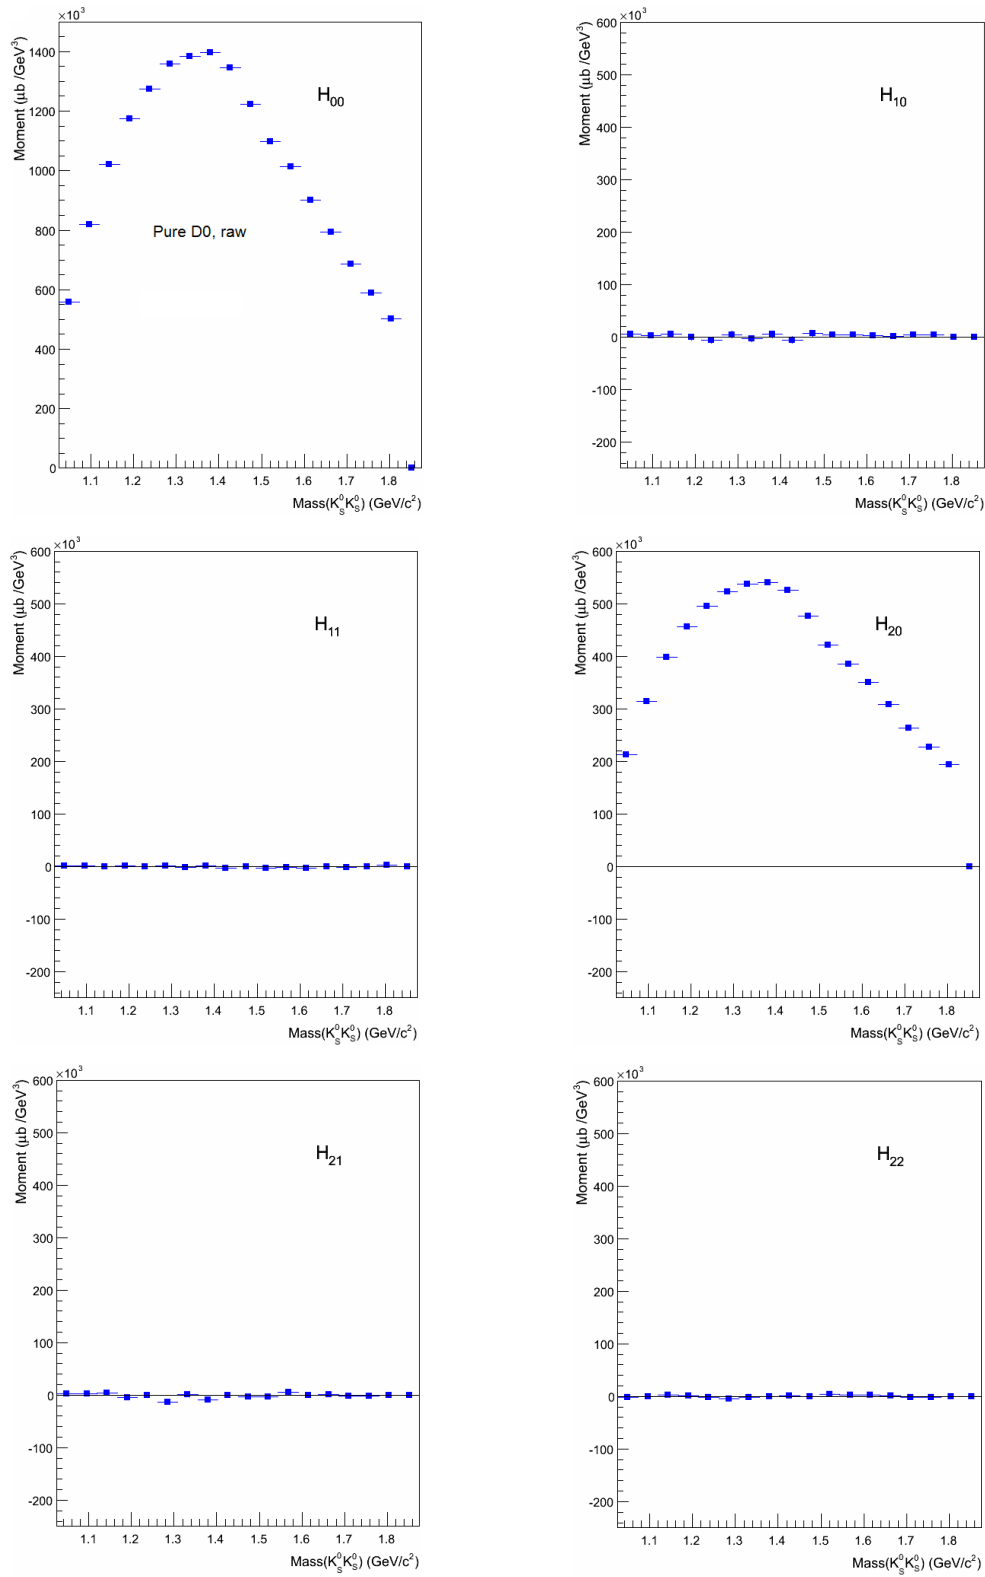 ×10³
Moment (μb /GeV³)
1400
1200
1000
800
600
400
200
0
H₀₀
Pure D0, raw
1.1 1.2 1.3 1.4 1.5 1.6 1.7 1.8
Mass(K⁰SK⁰S) (GeV/c²)
×10³
Moment (μb /GeV³)
600
500
400
300
200
100
0
-100
-200
H₁₀
1.1 1.2 1.3 1.4 1.5 1.6 1.7 1.8
Mass(K⁰SK⁰S) (GeV/c²)
×10³
Moment (μb /GeV³)
600
500
400
300
200
100
0
-100
-200
H₁₁
1.1 1.2 1.3 1.4 1.5 1.6 1.7 1.8
Mass(K⁰SK⁰S) (GeV/c²)
×10³
Moment (μb /GeV³)
600
500
400
300
200
100
0
-100
-200
H₂₀
1.1 1.2 1.3 1.4 1.5 1.6 1.7 1.8
Mass(K⁰SK⁰S) (GeV/c²)
×10³
Moment (μb /GeV³)
600
500
400
300
200
100
0
-100
-200
H₂₁
1.1 1.2 1.3 1.4 1.5 1.6 1.7 1.8
Mass(K⁰SK⁰S) (GeV/c²)
×10³
Moment (μb /GeV³)
600
500
400
300
200
100
0
-100
-200
H₂₂
1.1 1.2 1.3 1.4 1.5 1.6 1.7 1.8
Mass(K⁰SK⁰S) (GeV/c²)